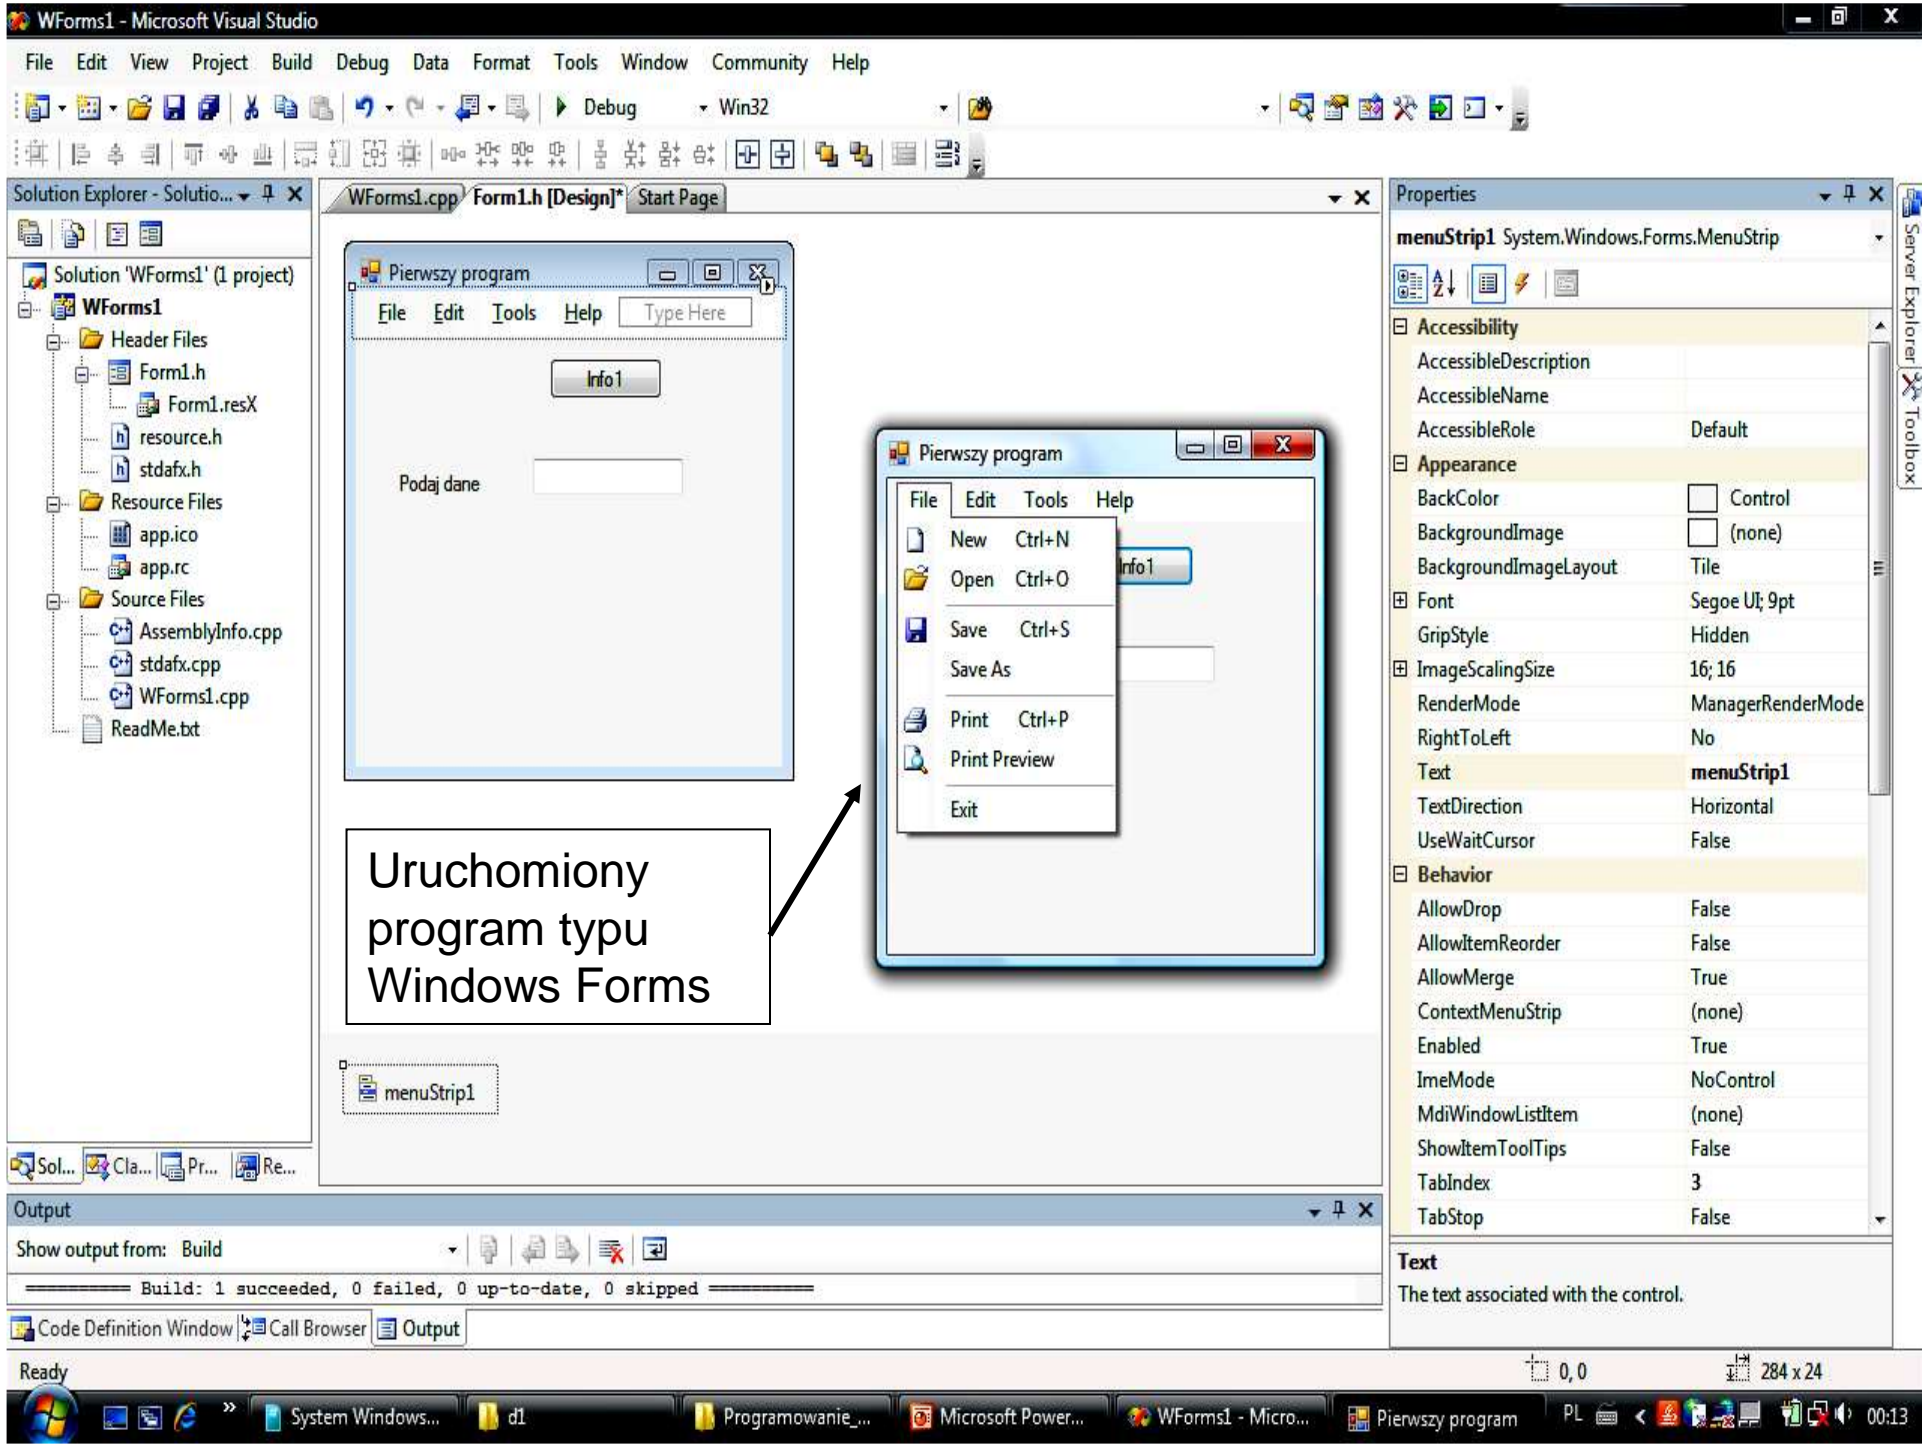 WForms1 - Microsoft Visual Studio
File Edit View Project Build Debug Data Format Tools Window Community Help
Debug Win32
Solution Explorer - Solutio...
Solution 'WForms1' (1 project)
WForms1
Header Files
Form1.h
Form1.resX
resource.h
stdafx.h
Resource Files
app.ico
app.rc
Source Files
AssemblyInfo.cpp
stdafx.cpp
WForms1.cpp
ReadMe.txt
Sol... Cla... Pr... Re...
WForms1.cpp Form1.h [Design]* Start Page
Pierwszy program
File Edit Tools Help Type Here
Info1
Podaj dane
Pierwszy program
File Edit Tools Help
New Ctrl+N
Open Ctrl+O
Save Ctrl+S
Save As
Print Ctrl+P
Print Preview
Exit
Info1
Uruchomiony
program typu
Windows Forms
menuStrip1
Properties
menuStrip1 System.Windows.Forms.MenuStrip
Accessibility
AccessibleDescription
AccessibleName
AccessibleRole Default
Appearance
BackColor Control
BackgroundImage (none)
BackgroundImageLayout Tile
Font Segoe UI; 9pt
GripStyle Hidden
ImageScalingSize 16; 16
RenderMode ManagerRenderMode
RightToLeft No
Text menuStrip1
TextDirection Horizontal
UseWaitCursor False
Behavior
AllowDrop False
AllowItemReorder False
AllowMerge True
ContextMenuStrip (none)
Enabled True
ImeMode NoControl
MdiWindowListItem (none)
ShowItemToolTips False
TabIndex 3
TabStop False
Text
The text associated with the control.
Server Explorer
Toolbox
Output
Show output from: Build
========== Build: 1 succeeded, 0 failed, 0 up-to-date, 0 skipped ==========
Code Definition Window Call Browser Output
Ready 0, 0 284 x 24
System Windows... d1 Programowanie_... Microsoft Power... WForms1 - Micro... Pierwszy program PL 00:13